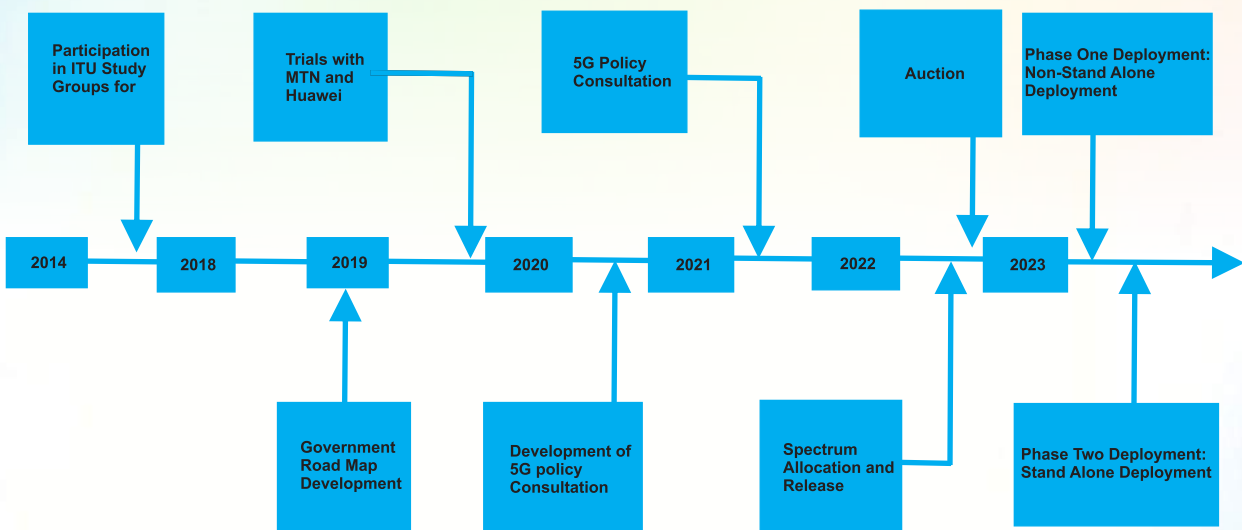 Participation
in ITU Study
Groups for
Trials with
MTN and
Huawei
5G Policy
Consultation
Auction
Phase One Deployment:
Non-Stand Alone
Deployment
2014
2018
2019
2020
2021
2022
2023
Government
Road Map
Development
Development of
5G policy
Consultation
Spectrum
Allocation and
Release
Phase Two Deployment:
Stand Alone Deployment